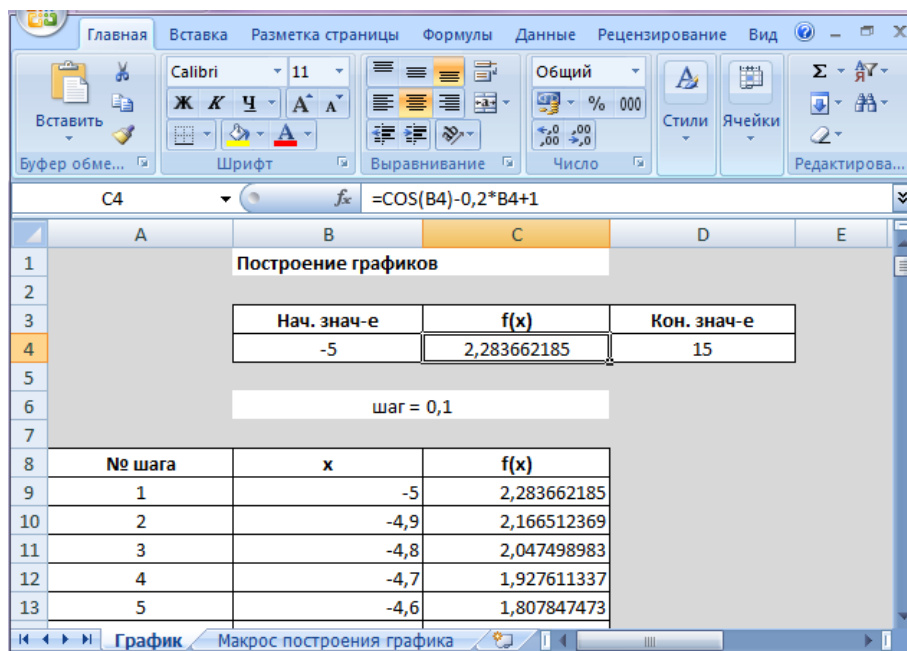 Главная Вставка Разметка страницы Формулы Данные Рецензирование Вид
Calibri 11 Общий
Вставить Ж К Ч А А % 000 Стили Ячейки
Буфер обме... Шрифт Выравнивание Число Редактирова...
C4 fx =COS(B4)-0,2*B4+1
A B C D E
1 Построение графиков
2
3 Нач. знач-е f(x) Кон. знач-е
4 -5 2,283662185 15
5
6 шаг = 0,1
7
8 № шага x f(x)
9 1 -5 2,283662185
10 2 -4,9 2,166512369
11 3 -4,8 2,047498983
12 4 -4,7 1,927611337
13 5 -4,6 1,807847473
График Макрос построения графика